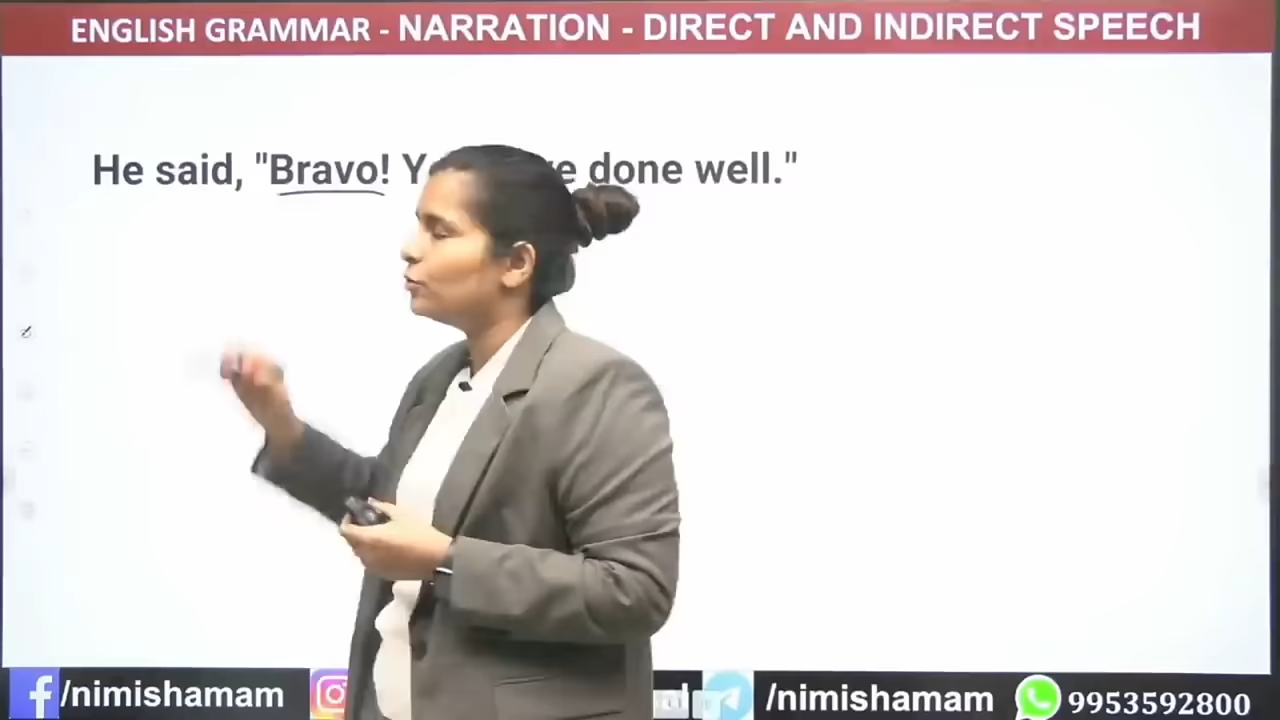 ENGLISH GRAMMAR - NARRATION - DIRECT AND INDIRECT SPEECH
He said, "Bravo! done well."
/nimishamam
/nimishamam
9953592800